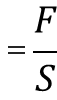 = F/S